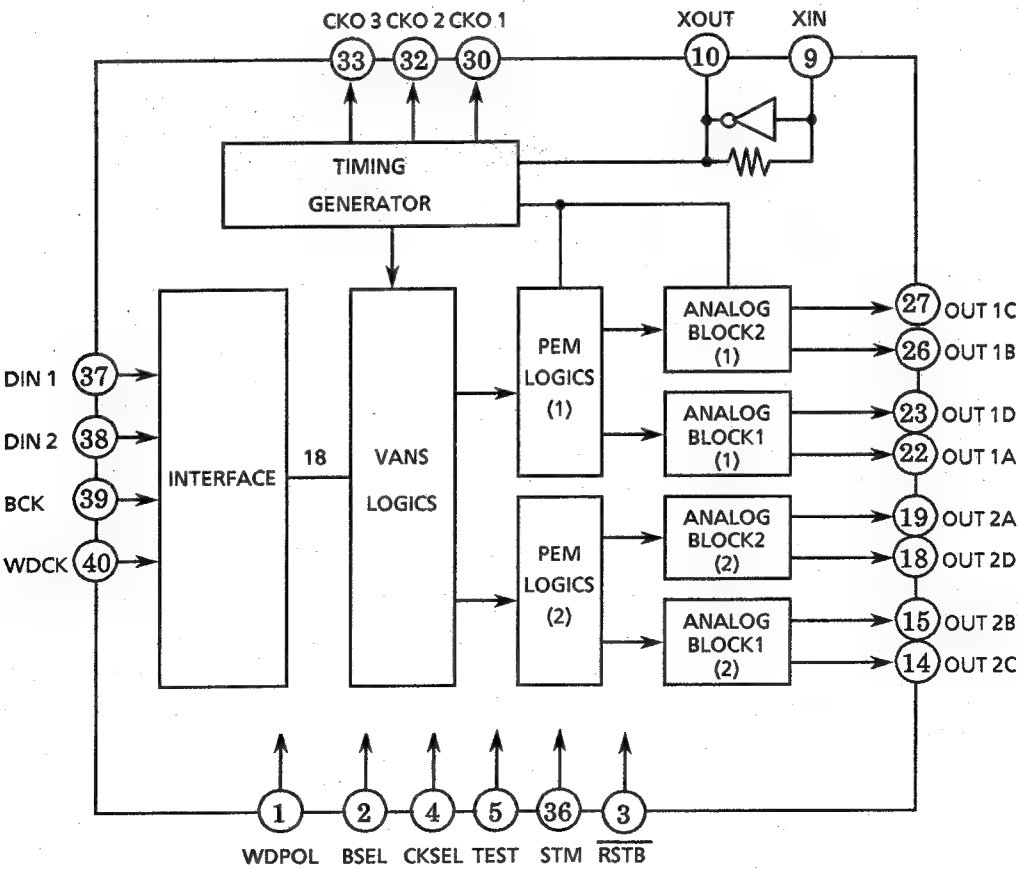 CKO 3 CKO 2 CKO 1
XOUT
XIN
33
32
30
10
9
TIMING
GENERATOR
DIN 1
37
DIN 2
38
BCK
39
WDCK
40
INTERFACE
18
VANS
LOGICS
PEM
LOGICS
(1)
PEM
LOGICS
(2)
ANALOG
BLOCK2
(1)
ANALOG
BLOCK1
(1)
ANALOG
BLOCK2
(2)
ANALOG
BLOCK1
(2)
27 OUT 1C
26 OUT 1B
23 OUT 1D
22 OUT 1A
19 OUT 2A
18 OUT 2D
15 OUT 2B
14 OUT 2C
1
2
4
5
36
3
WDPOL
BSEL
CKSEL
TEST
STM
RSTB